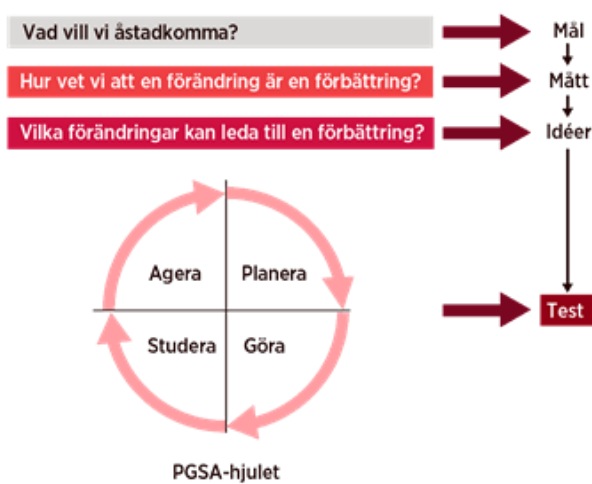 Vad vill vi åstadkomma?
Mål
Hur vet vi att en förändring är en förbättring?
Mått
Vilka förändringar kan leda till en förbättring?
Idéer
Agera
Planera
Test
Studera
Göra
PGSA-hjulet